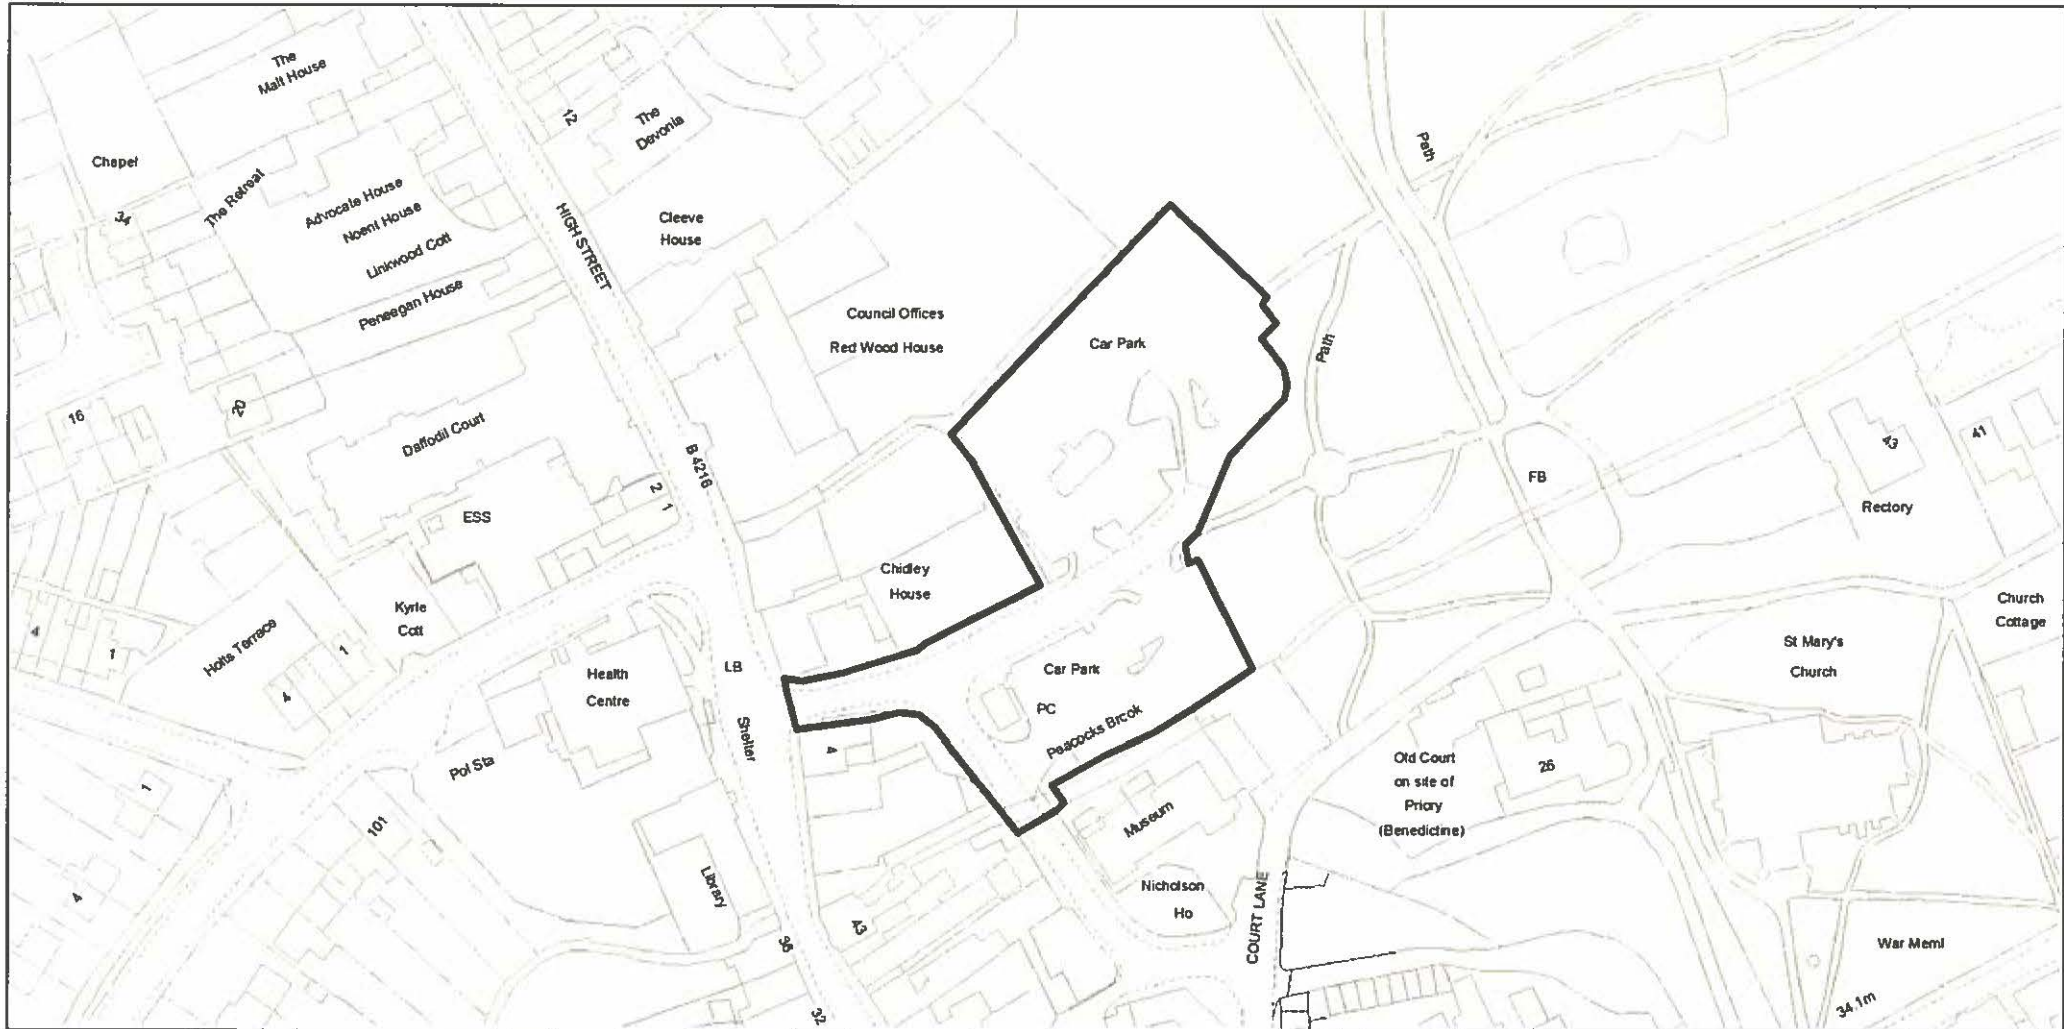 The
Malt House
12
The
Devonia
Path
Chapel
34
The Retreat
Advocate House
Noent House
Linkwood Cott
Peneegan House
HIGH STREET
Cleeve
House
Council Offices
Red Wood House
Car Park
Path
16
20
Daffodil Court
B 4216
2
1
ESS
FB
43
41
Rectory
Chidley
House
Kyrle
Cott
Holts Terrace
4
1
4
1
Health
Centre
LB
Shelter
Car Park
PC
Peacocks Brook
4
St Mary's
Church
Church
Cottage
Pol Sta
1
101
4
Library
Museum
Old Court
on site of
Priory
(Benedictine)
26
Nicholson
Ho
COURT LANE
43
36
32
War Meml
34.1m